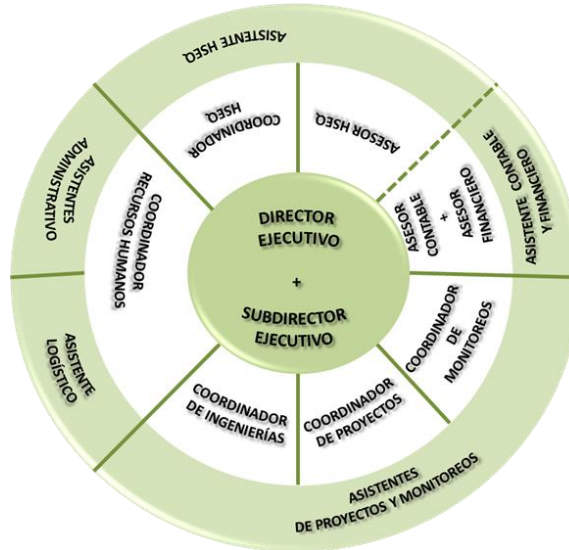 ASISTENTE HSEQ
COORDINADOR
HSEQ
ASESOR HSEQ
ASISTENTES
ADMINISTRATIVO
COORDINADOR
RECURSOS HUMANOS
DIRECTOR
EJECUTIVO
+
SUBDIRECTOR
EJECUTIVO
ASESOR
CONTABLE
+
ASESOR
FINANCIERO
ASISTENTE CONTABLE
Y FINANCIERO
COORDINADOR
DE
MONITOREOS
ASISTENTE
LOGÍSTICO
COORDINADOR
DE INGENIERÍAS
COORDINADOR
DE PROYECTOS
ASISTENTES
DE PROYECTOS Y MONITOREOS